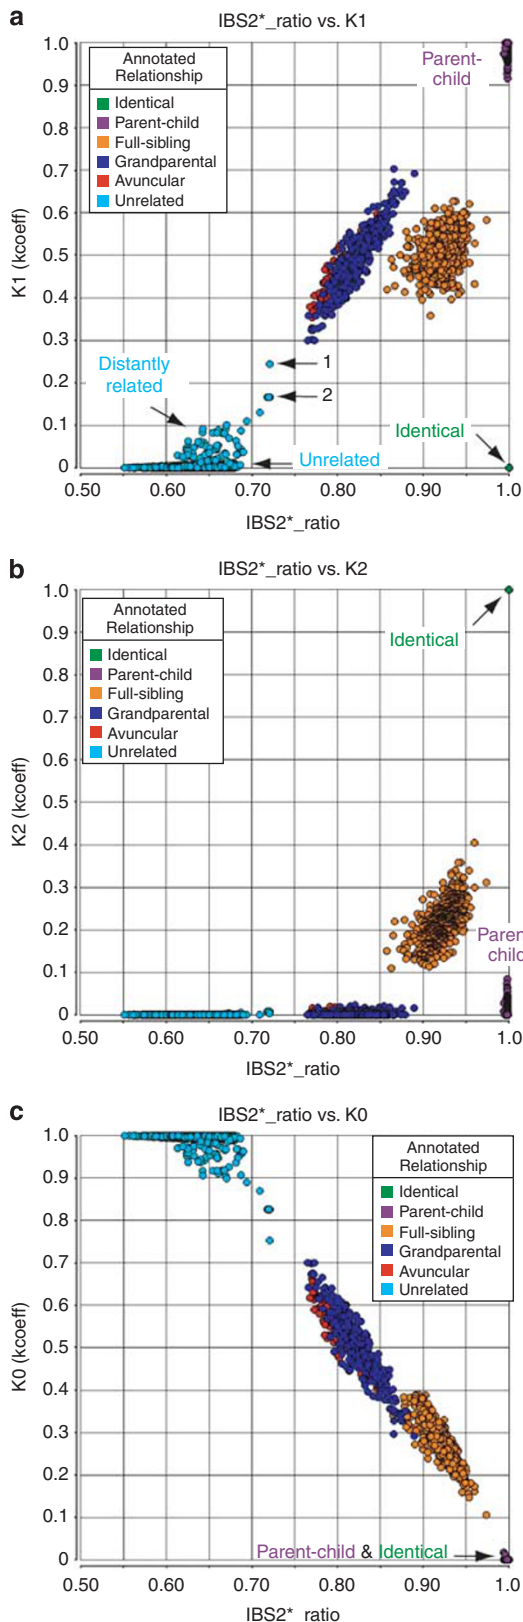 a
IBS2*_ratio vs. K1
1.0
0.9
0.8
0.7
0.6
0.5
0.4
0.3
0.2
0.1
0
K1 (kcoeff)
Annotated
Relationship
Identical
Parent-child
Full-sibling
Grandparental
Avuncular
Unrelated
Parent-
child
1
2
Distantly
related
Identical
Unrelated
0.50
0.60
0.70
0.80
0.90
1.0
IBS2*_ratio
b
IBS2*_ratio vs. K2
1.0
0.9
0.8
0.7
0.6
0.5
0.4
0.3
0.2
0.1
0
K2 (kcoeff)
Annotated
Relationship
Identical
Parent-child
Full-sibling
Grandparental
Avuncular
Unrelated
Identical
Paren
child
0.50
0.60
0.70
0.80
0.90
1.0
IBS2*_ratio
c
IBS2*_ratio vs. K0
1.0
0.9
0.8
0.7
0.6
0.5
0.4
0.3
0.2
0.1
0
K0 (kcoeff)
Annotated
Relationship
Identical
Parent-child
Full-sibling
Grandparental
Avuncular
Unrelated
Parent-child & Identical
0.50
0.60
0.70
0.80
0.90
1.0
IBS2*_ratio